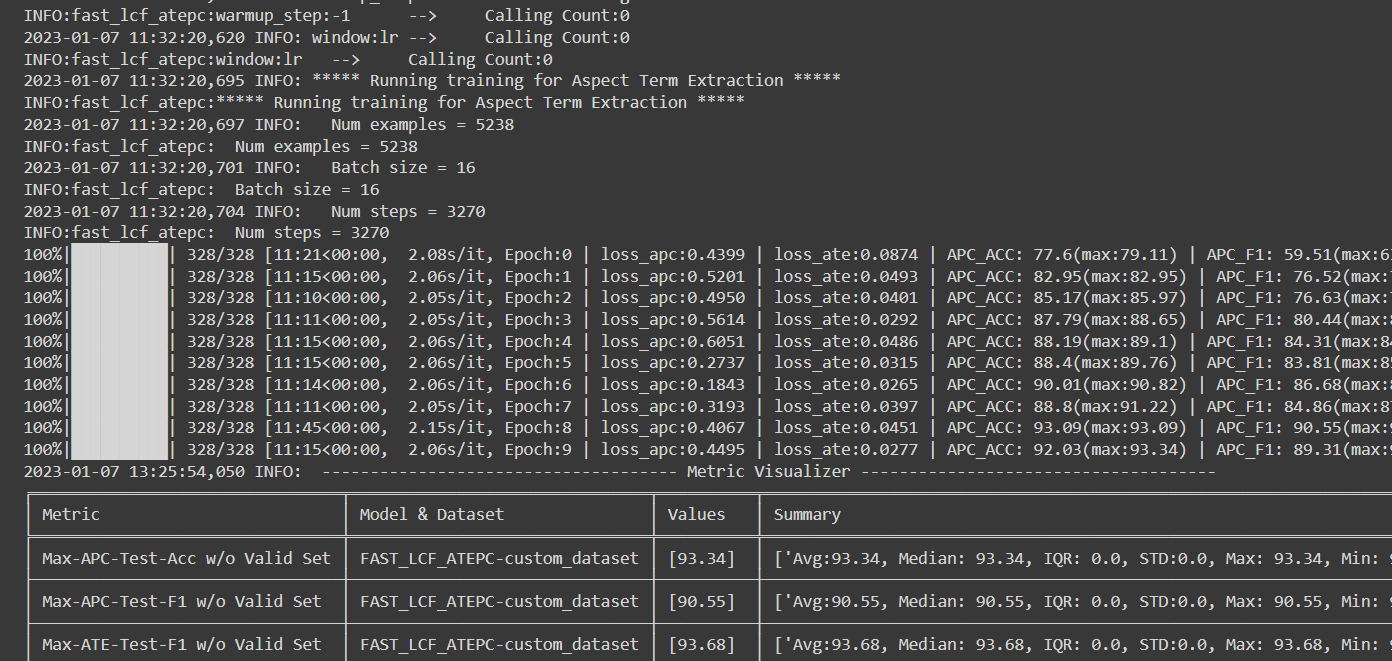 INFO:fast_lcf_atepc:warmup_step:-1 --> Calling Count:0
2023-01-07 11:32:20,620 INFO: window:lr --> Calling Count:0
INFO:fast_lcf_atepc:window:lr --> Calling Count:0
2023-01-07 11:32:20,695 INFO: ***** Running training for Aspect Term Extraction *****
INFO:fast_lcf_atepc:***** Running training for Aspect Term Extraction *****
2023-01-07 11:32:20,697 INFO: Num examples = 5238
INFO:fast_lcf_atepc: Num examples = 5238
2023-01-07 11:32:20,701 INFO: Batch size = 16
INFO:fast_lcf_atepc: Batch size = 16
2023-01-07 11:32:20,704 INFO: Num steps = 3270
INFO:fast_lcf_atepc: Num steps = 3270
100%|██████████| 328/328 [11:21<00:00, 2.08s/it, Epoch:0 | loss_apc:0.4399 | loss_ate:0.0874 | APC_ACC: 77.6(max:79.11) | APC_F1: 59.51(max:6
100%|██████████| 328/328 [11:15<00:00, 2.06s/it, Epoch:1 | loss_apc:0.5201 | loss_ate:0.0493 | APC_ACC: 82.95(max:82.95) | APC_F1: 76.52(max:7
100%|██████████| 328/328 [11:10<00:00, 2.05s/it, Epoch:2 | loss_apc:0.4950 | loss_ate:0.0401 | APC_ACC: 85.17(max:85.97) | APC_F1: 76.63(max:7
100%|██████████| 328/328 [11:11<00:00, 2.05s/it, Epoch:3 | loss_apc:0.5614 | loss_ate:0.0292 | APC_ACC: 87.79(max:88.65) | APC_F1: 80.44(max:8
100%|██████████| 328/328 [11:15<00:00, 2.06s/it, Epoch:4 | loss_apc:0.6051 | loss_ate:0.0486 | APC_ACC: 88.19(max:89.1) | APC_F1: 84.31(max:84
100%|██████████| 328/328 [11:15<00:00, 2.06s/it, Epoch:5 | loss_apc:0.2737 | loss_ate:0.0315 | APC_ACC: 88.4(max:89.76) | APC_F1: 83.81(max:85
100%|██████████| 328/328 [11:14<00:00, 2.06s/it, Epoch:6 | loss_apc:0.1843 | loss_ate:0.0265 | APC_ACC: 90.01(max:90.82) | APC_F1: 86.68(max:8
100%|██████████| 328/328 [11:11<00:00, 2.05s/it, Epoch:7 | loss_apc:0.3193 | loss_ate:0.0397 | APC_ACC: 88.8(max:91.22) | APC_F1: 84.86(max:87
100%|██████████| 328/328 [11:45<00:00, 2.15s/it, Epoch:8 | loss_apc:0.4067 | loss_ate:0.0451 | APC_ACC: 93.09(max:93.09) | APC_F1: 90.55(max:9
100%|██████████| 328/328 [11:15<00:00, 2.06s/it, Epoch:9 | loss_apc:0.4495 | loss_ate:0.0277 | APC_ACC: 92.03(max:93.34) | APC_F1: 89.31(max:9
2023-01-07 13:25:54,050 INFO: ------------------------------------- Metric Visualizer -------------------------------------
Metric Model & Dataset Values Summary
Max-APC-Test-Acc w/o Valid Set FAST_LCF_ATEPC-custom_dataset [93.34] ['Avg:93.34, Median: 93.34, IQR: 0.0, STD:0.0, Max: 93.34, Min: 9
Max-APC-Test-F1 w/o Valid Set FAST_LCF_ATEPC-custom_dataset [90.55] ['Avg:90.55, Median: 90.55, IQR: 0.0, STD:0.0, Max: 90.55, Min: 9
Max-ATE-Test-F1 w/o Valid Set FAST_LCF_ATEPC-custom_dataset [93.68] ['Avg:93.68, Median: 93.68, IQR: 0.0, STD:0.0, Max: 93.68, Min: 9